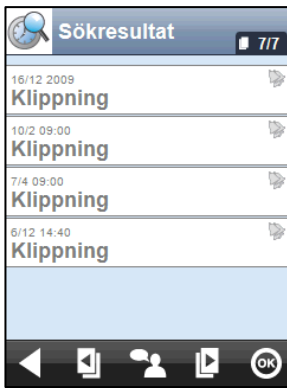 Sökresultat
7/7
16/12 2009
Klippning
10/2 09:00
Klippning
7/4 09:00
Klippning
6/12 14:40
Klippning
OK